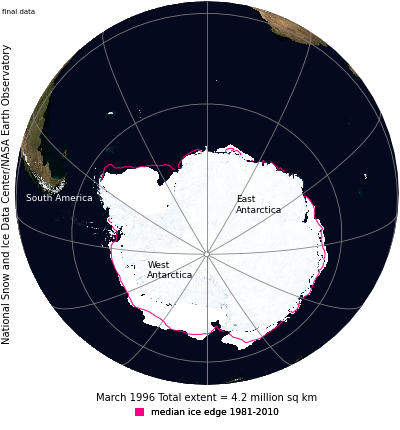 final data
National Snow and Ice Data Center/NASA Earth Observatory
South America
East
Antarctica
West
Antarctica
March 1996 Total extent = 4.2 million sq km
median ice edge 1981-2010